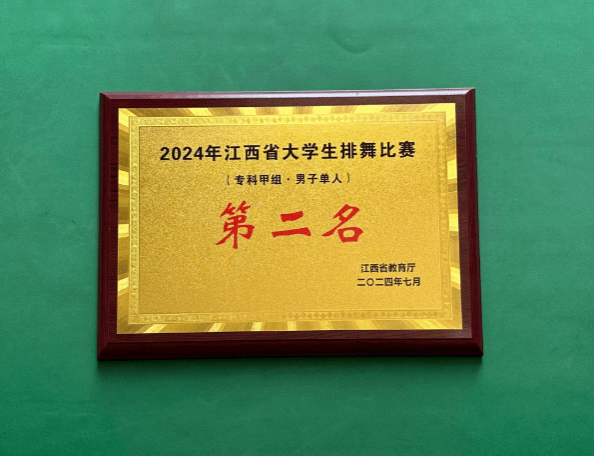 2024年江西省大学生排舞比赛
（专科甲组·男子单人）
第二名
江西省教育厅
二〇二四年七月